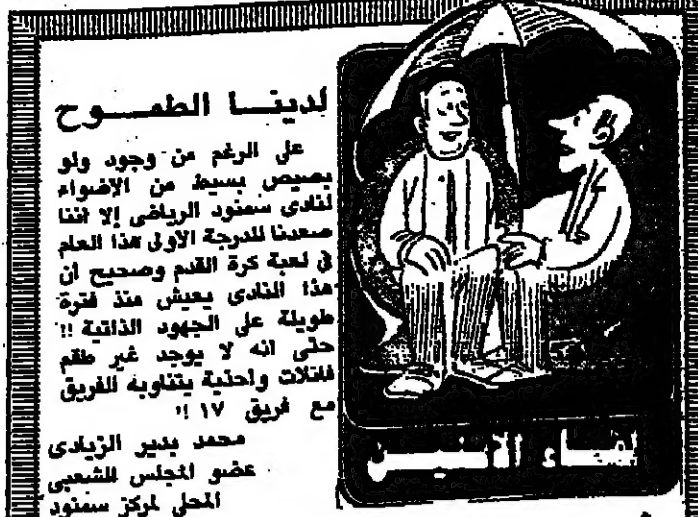 لدينا الطموح
على الرغم من وجود ولو
بصيص بسيط من الاضواء
لنادى سمنود الرياضى إلا اننا
صعدنا للدرجة الاولى هذا العام
في لعبة كرة القدم وصحيح ان
هذا النادى يعيش منذ فترة
طويلة على الجهود الذاتية !!
حتى انه لا يوجد غير طقم
فانلات واحذية يتناوبه الفريق
مع فريق ١٧ !!
محمد بدير الزيادى
عضو المجلس الشعبى
المحلى لمركز سمنود
لقاء الاثنين